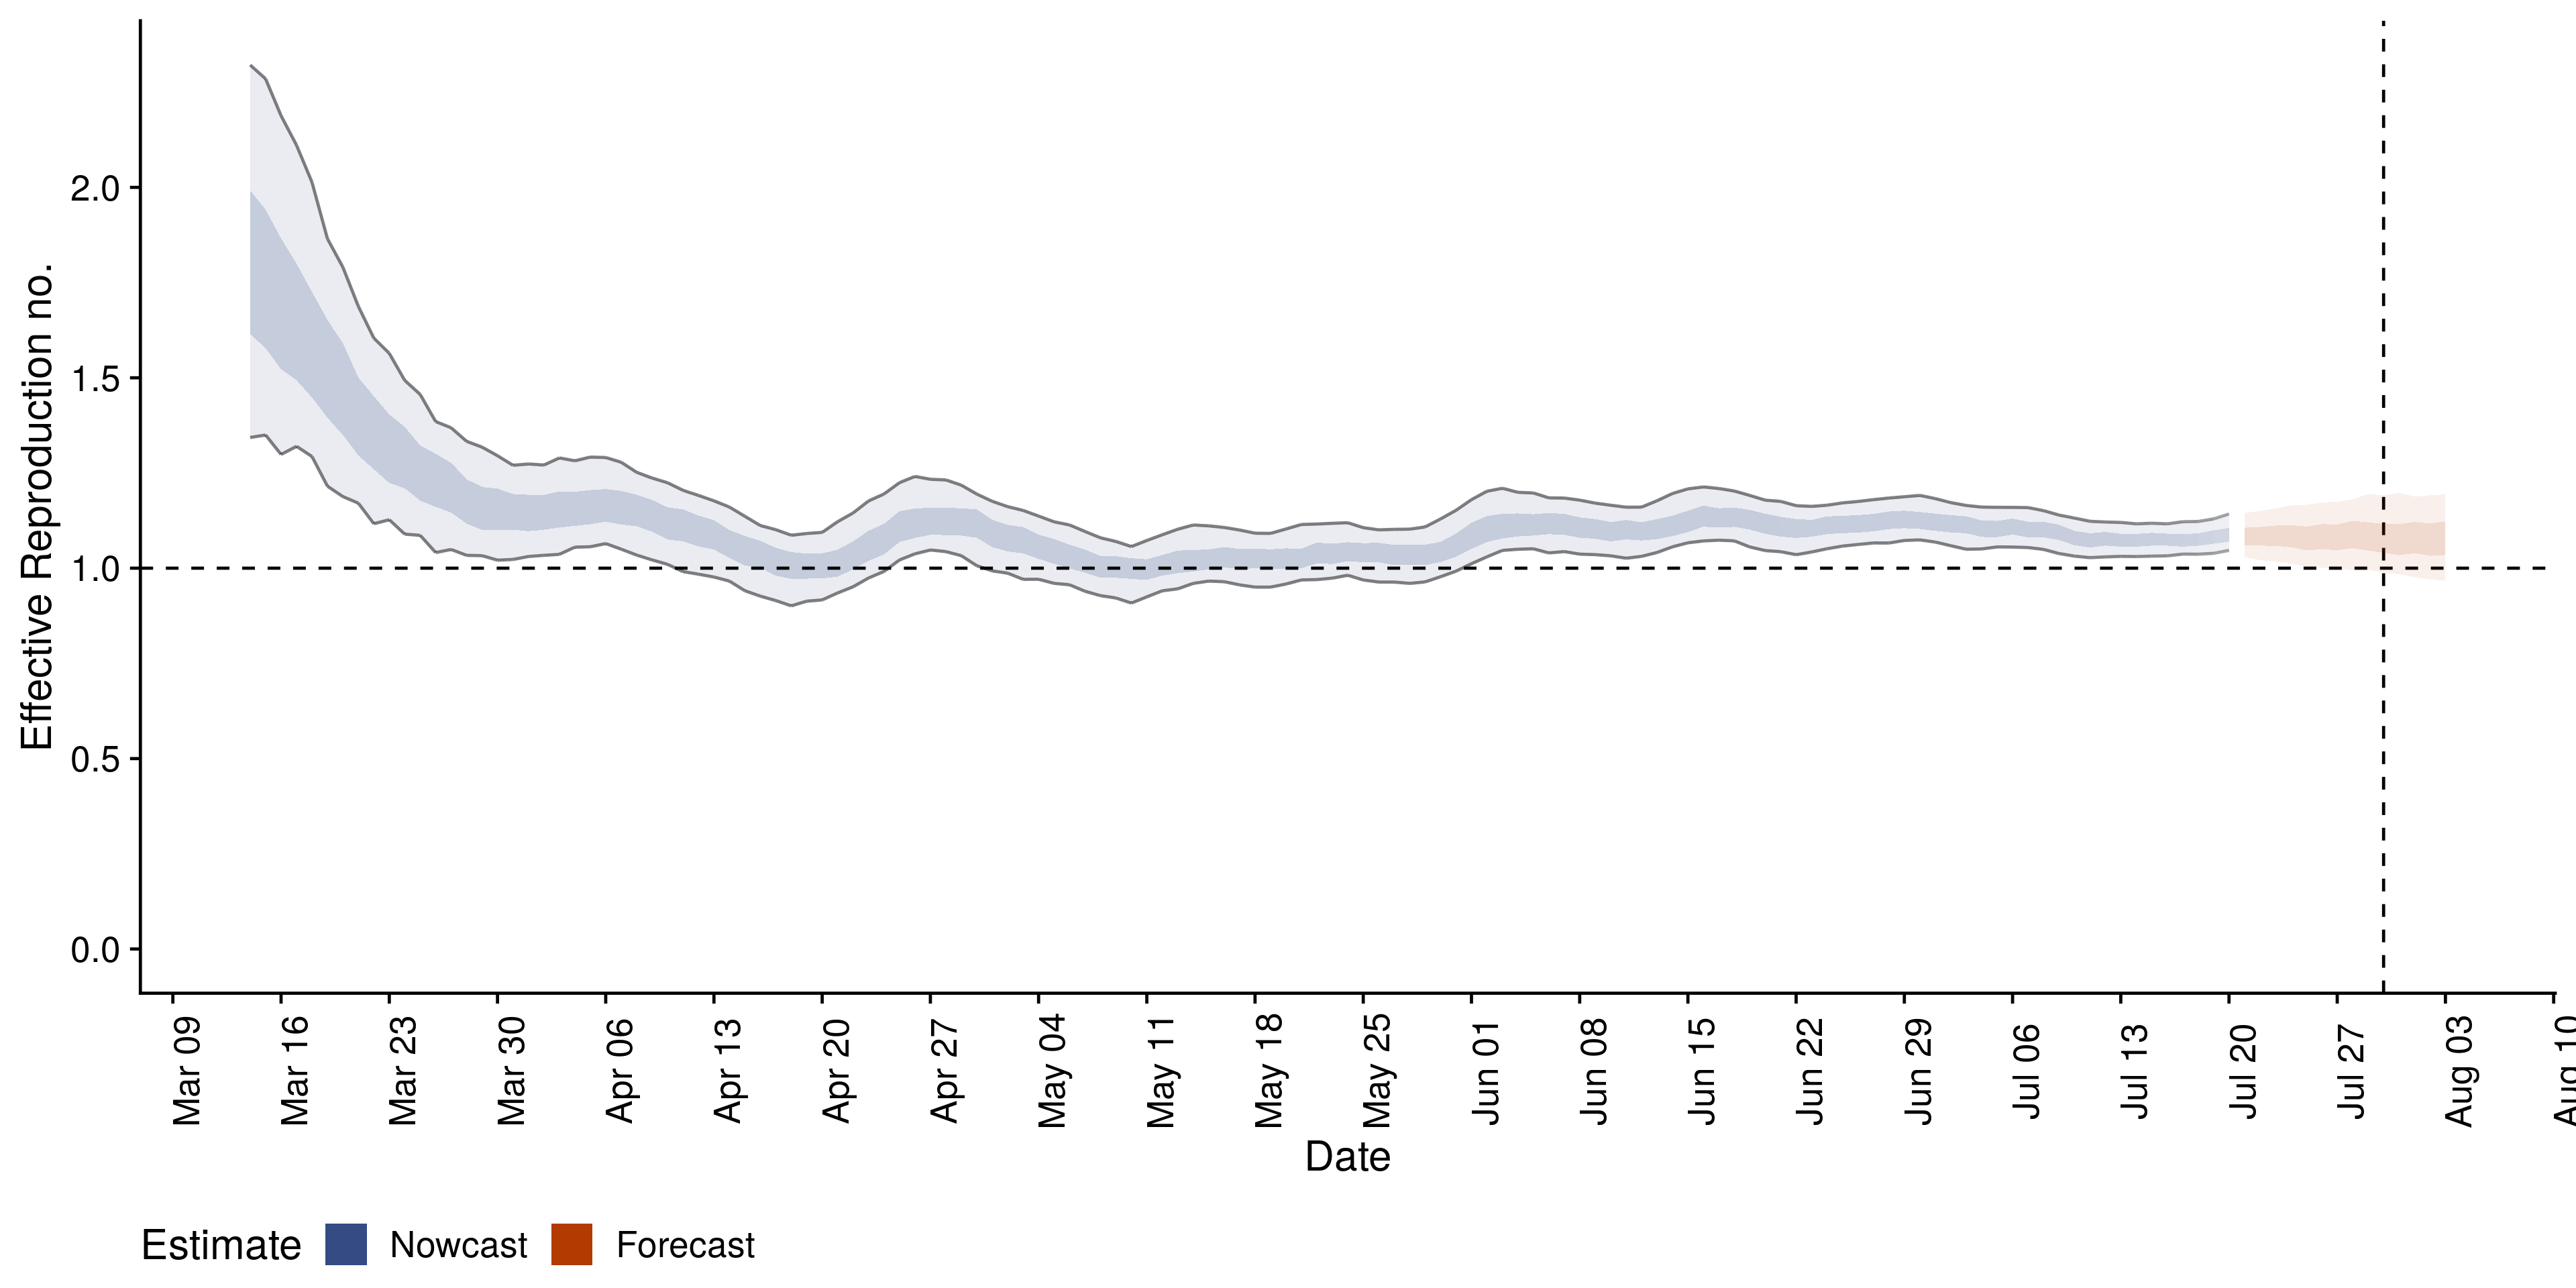 Effective Reproduction no.
2.0
1.5
1.0
0.5
0.0
Mar 09
Mar 16
Mar 23
Mar 30
Apr 06
Apr 13
Apr 20
Apr 27
May 04
May 11
May 18
May 25
Jun 01
Jun 08
Jun 15
Jun 22
Jun 29
Jul 06
Jul 13
Jul 20
Jul 27
Aug 03
Aug 10
Date
Estimate Nowcast Forecast